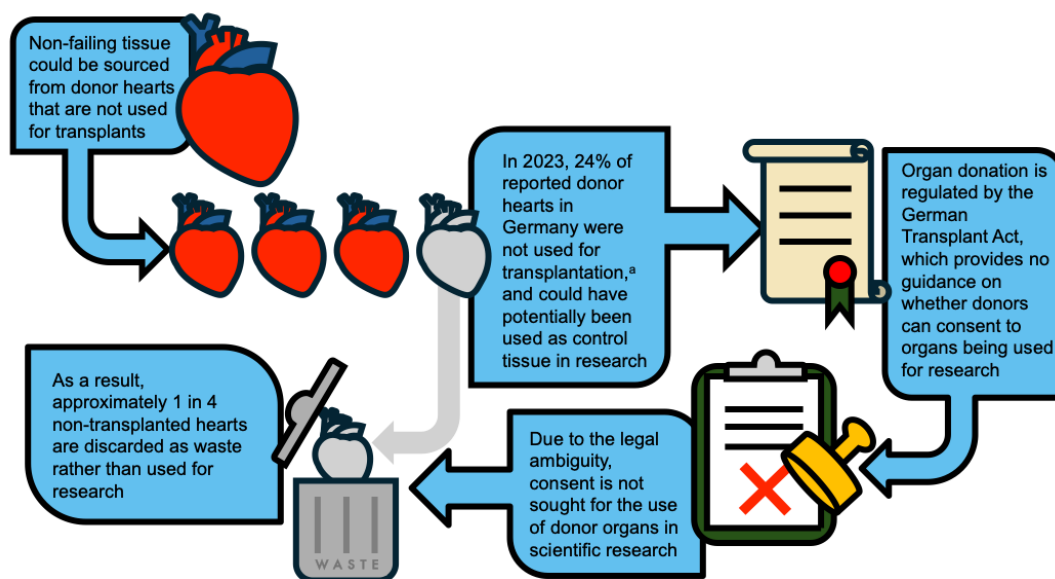 Non-failing tissue
could be sourced
from donor hearts
that are not used
for transplants
In 2023, 24% of
reported donor
hearts in
Germany were
not used for
transplantation,ᵃ
and could have
potentially been
used as control
tissue in research
Organ donation is
regulated by the
German
Transplant Act,
which provides no
guidance on
whether donors
can consent to
organs being used
for research
Due to the legal
ambiguity,
consent is not
sought for the use
of donor organs in
scientific research
As a result,
approximately 1 in 4
non-transplanted hearts
are discarded as waste
rather than used for
research
WASTE